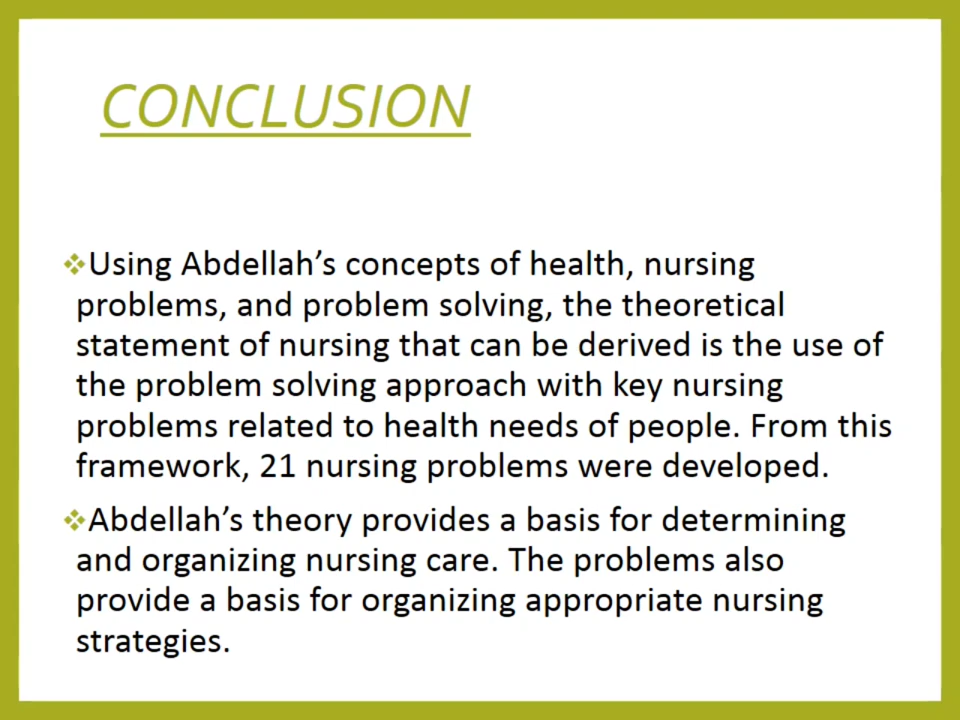 CONCLUSION
❖Using Abdellah’s concepts of health, nursing
problems, and problem solving, the theoretical
statement of nursing that can be derived is the use of
the problem solving approach with key nursing
problems related to health needs of people. From this
framework, 21 nursing problems were developed.
❖Abdellah’s theory provides a basis for determining
and organizing nursing care. The problems also
provide a basis for organizing appropriate nursing
strategies.